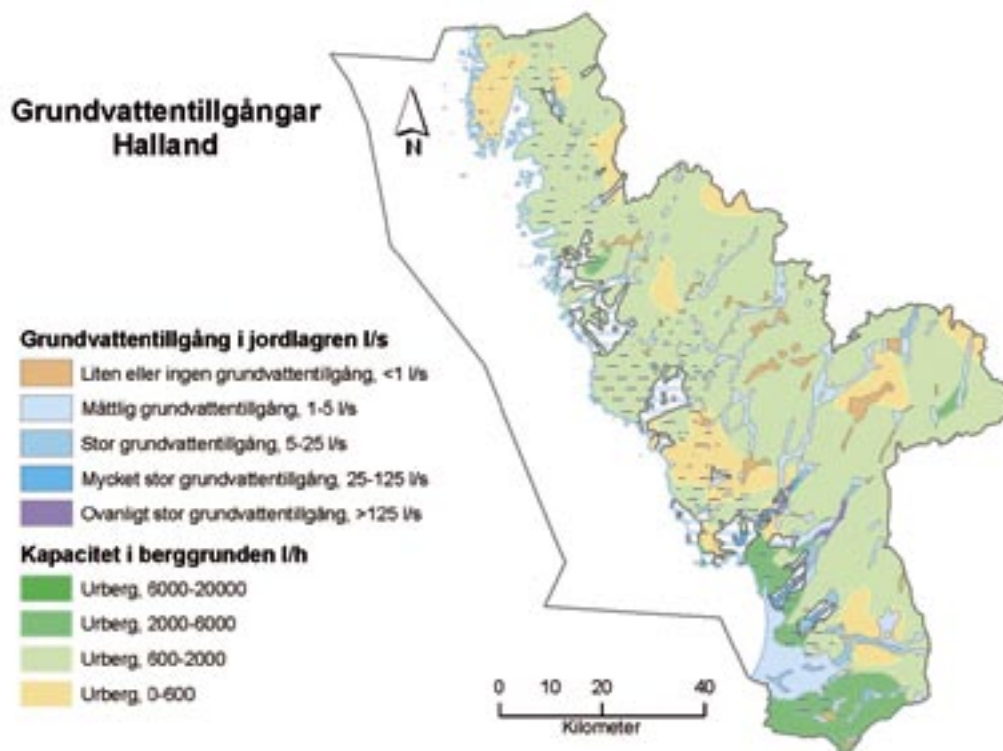 Grundvattentillgångar
Halland
N
Grundvattentillgång i jordlagren l/s
Liten eller ingen grundvattentillgång, <1 l/s
Måttlig grundvattentillgång, 1-5 l/s
Stor grundvattentillgång, 5-25 l/s
Mycket stor grundvattentillgång, 25-125 l/s
Ovanligt stor grundvattentillgång, >125 l/s
Kapacitet i berggrunden l/h
Urberg, 6000-20000
Urberg, 2000-6000
Urberg, 600-2000
Urberg, 0-600
0 10 20 40
Kilometer